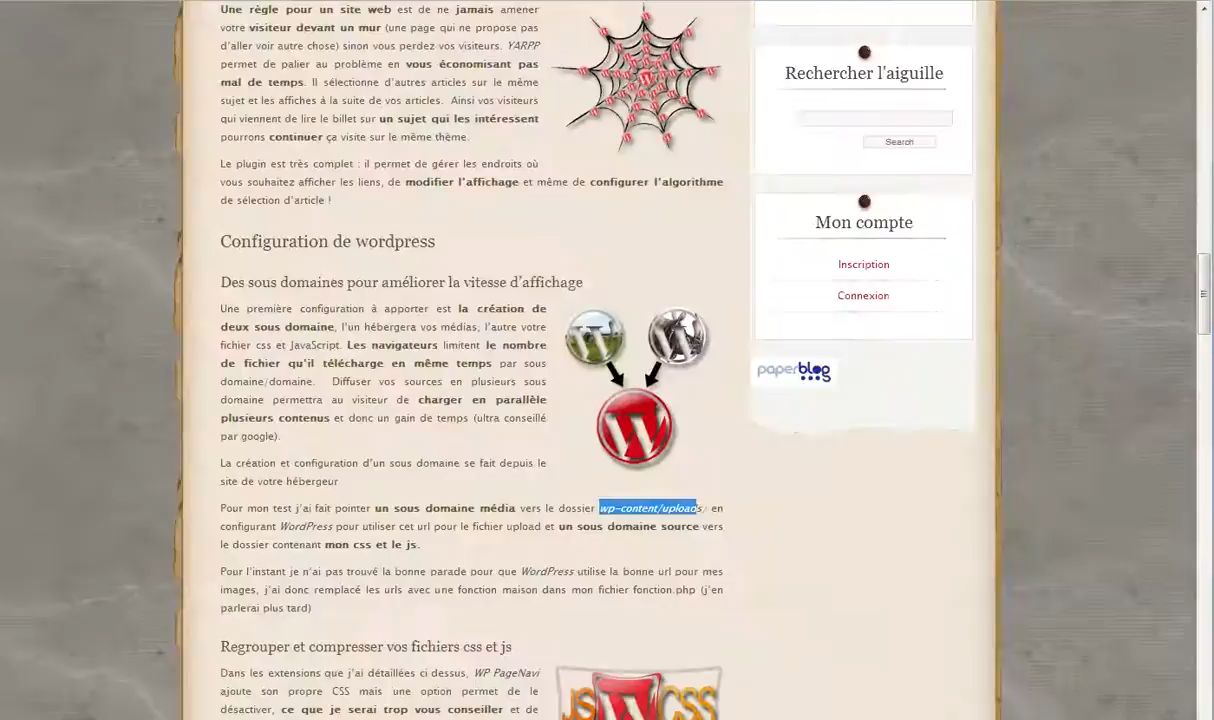 Une règle pour un site web est de ne jamais amener
votre visiteur devant un mur (une page qui ne propose pas
d'aller voir autre chose) sinon vous perdez vos visiteurs. YARPP
permet de palier au problème en vous économisant pas
mal de temps. Il sélectionne d'autres articles sur le même
sujet et les affiches à la suite de vos articles. Ainsi vos visiteurs
qui viennent de lire le billet sur un sujet qui les intéressent
pourrons continuer ça visite sur le même thème.
Le plugin est très complet : il permet de gérer les endroits où
vous souhaitez afficher les liens, de modifier l'affichage et même de configurer l'algorithme
de sélection d'article !
Configuration de wordpress
Des sous domaines pour améliorer la vitesse d'affichage
Une première configuration à apporter est la création de
deux sous domaine, l'un hébergera vos médias, l'autre votre
fichier css et JavaScript. Les navigateurs limitent le nombre
de fichier qu'il télécharge en même temps par sous
domaine/domaine. Diffuser vos sources en plusieurs sous
domaine permettra au visiteur de charger en parallèle
plusieurs contenus et donc un gain de temps (ultra conseillé
par google).
La création et configuration d'un sous domaine se fait depuis le
site de votre hébergeur
Pour mon test j'ai fait pointer un sous domaine média vers le dossier wp-content/uploads/ en
configurant WordPress pour utiliser cet url pour le fichier upload et un sous domaine source vers
le dossier contenant mon css et le js.
Pour l'instant je n'ai pas trouvé la bonne parade pour que WordPress utilise la bonne url pour mes
images, j'ai donc remplacé les urls avec une fonction maison dans mon fichier fonction.php (j'en
parlerai plus tard)
Regrouper et compresser vos fichiers css et js
Dans les extensions que j'ai détaillées ci dessus, WP PageNavi
ajoute son propre CSS mais une option permet de le
désactiver, ce que je serai trop vous conseiller et de
JS CSS
Rechercher l'aiguille
Search
Mon compte
Inscription
Connexion
paperblog